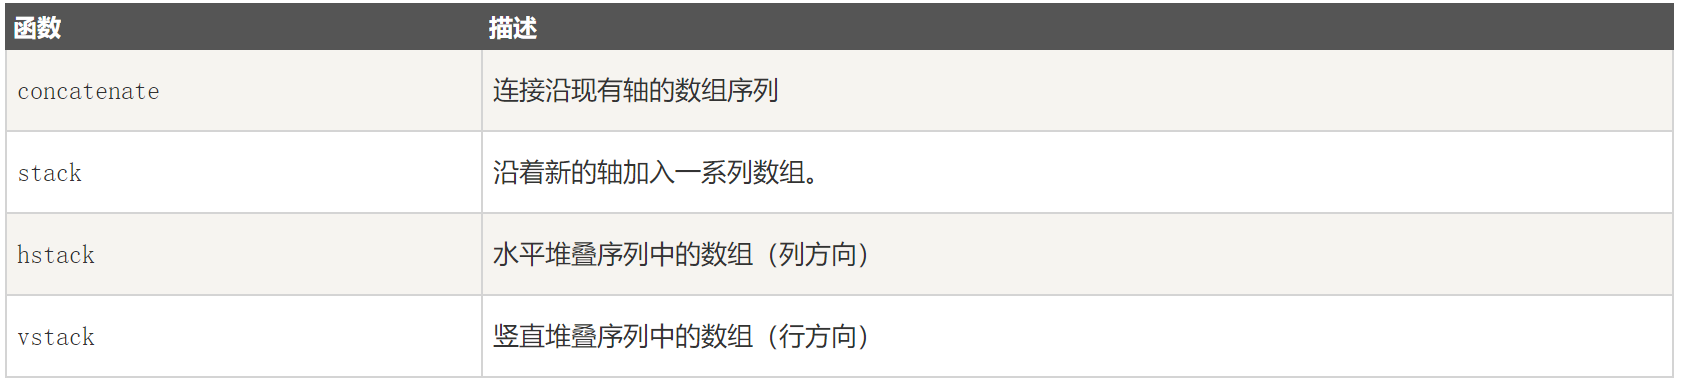 函数 描述
concatenate 连接沿现有轴的数组序列
stack 沿着新的轴加入一系列数组。
hstack 水平堆叠序列中的数组（列方向）
vstack 竖直堆叠序列中的数组（行方向）